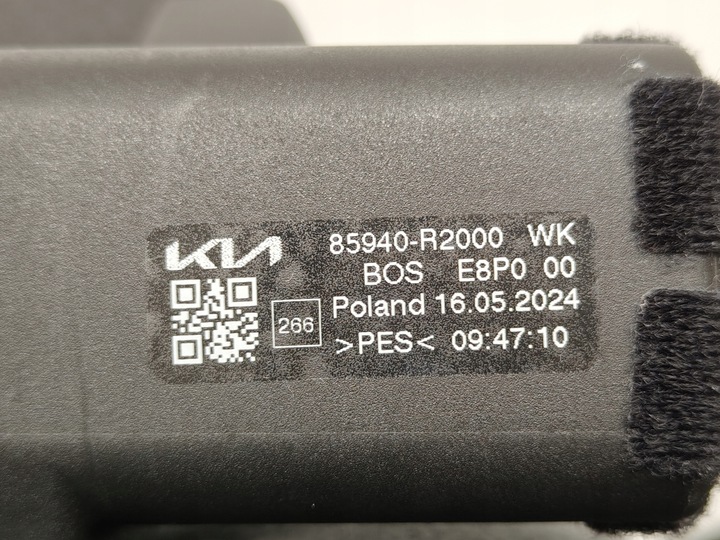 KIA 85940-R2000 WK
BOS E8P0 00
Poland 16.05.2024
266
>PES< 09:47:10